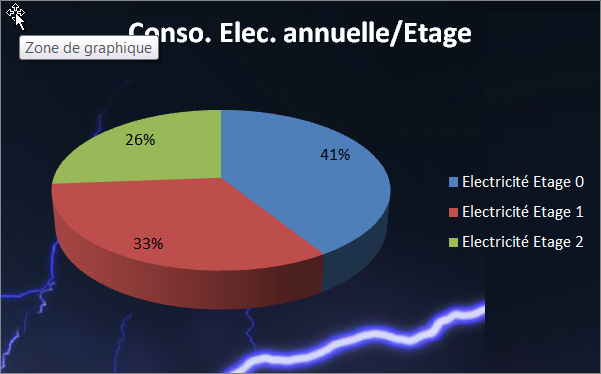 Conso. Elec. annuelle/Etage
Zone de graphique
26%
41%
33%
Electricité Etage 0
Electricité Etage 1
Electricité Etage 2